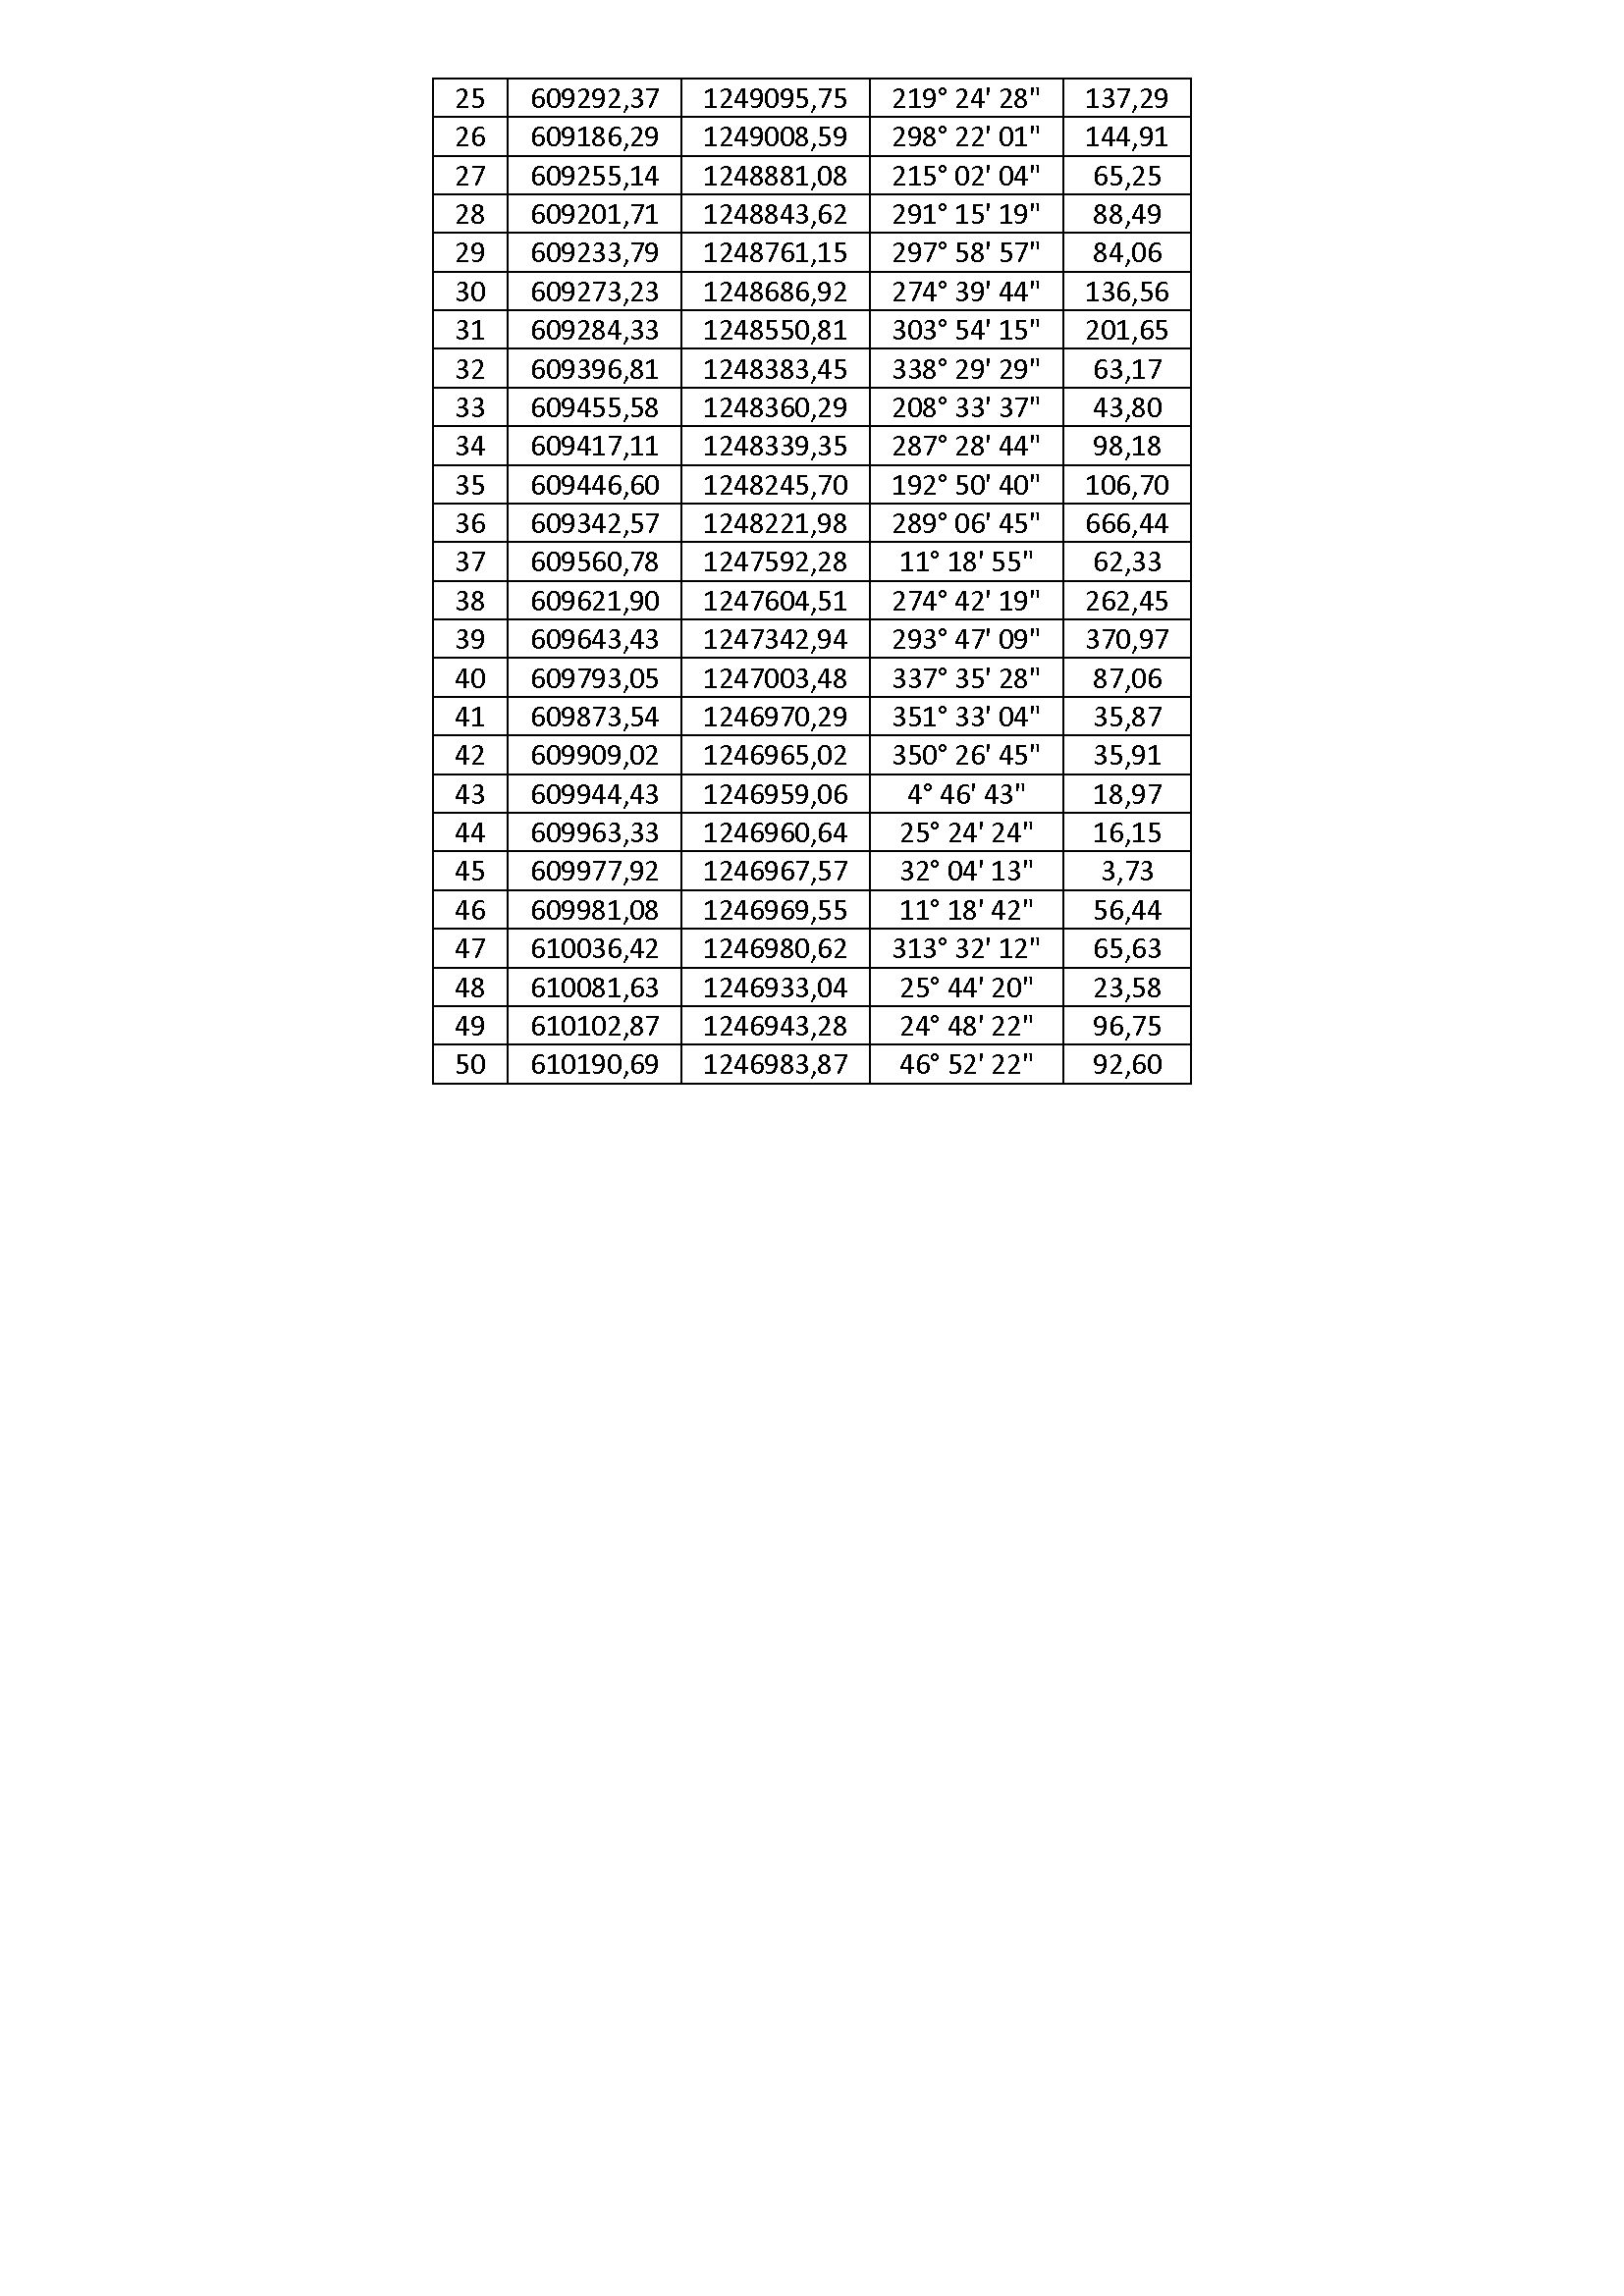 25 609292,37 1249095,75 219° 24' 28" 137,29
26 609186,29 1249008,59 298° 22' 01" 144,91
27 609255,14 1248881,08 215° 02' 04" 65,25
28 609201,71 1248843,62 291° 15' 19" 88,49
29 609233,79 1248761,15 297° 58' 57" 84,06
30 609273,23 1248686,92 274° 39' 44" 136,56
31 609284,33 1248550,81 303° 54' 15" 201,65
32 609396,81 1248383,45 338° 29' 29" 63,17
33 609455,58 1248360,29 208° 33' 37" 43,80
34 609417,11 1248339,35 287° 28' 44" 98,18
35 609446,60 1248245,70 192° 50' 40" 106,70
36 609342,57 1248221,98 289° 06' 45" 666,44
37 609560,78 1247592,28 11° 18' 55" 62,33
38 609621,90 1247604,51 274° 42' 19" 262,45
39 609643,43 1247342,94 293° 47' 09" 370,97
40 609793,05 1247003,48 337° 35' 28" 87,06
41 609873,54 1246970,29 351° 33' 04" 35,87
42 609909,02 1246965,02 350° 26' 45" 35,91
43 609944,43 1246959,06 4° 46' 43" 18,97
44 609963,33 1246960,64 25° 24' 24" 16,15
45 609977,92 1246967,57 32° 04' 13" 3,73
46 609981,08 1246969,55 11° 18' 42" 56,44
47 610036,42 1246980,62 313° 32' 12" 65,63
48 610081,63 1246933,04 25° 44' 20" 23,58
49 610102,87 1246943,28 24° 48' 22" 96,75
50 610190,69 1246983,87 46° 52' 22" 92,60